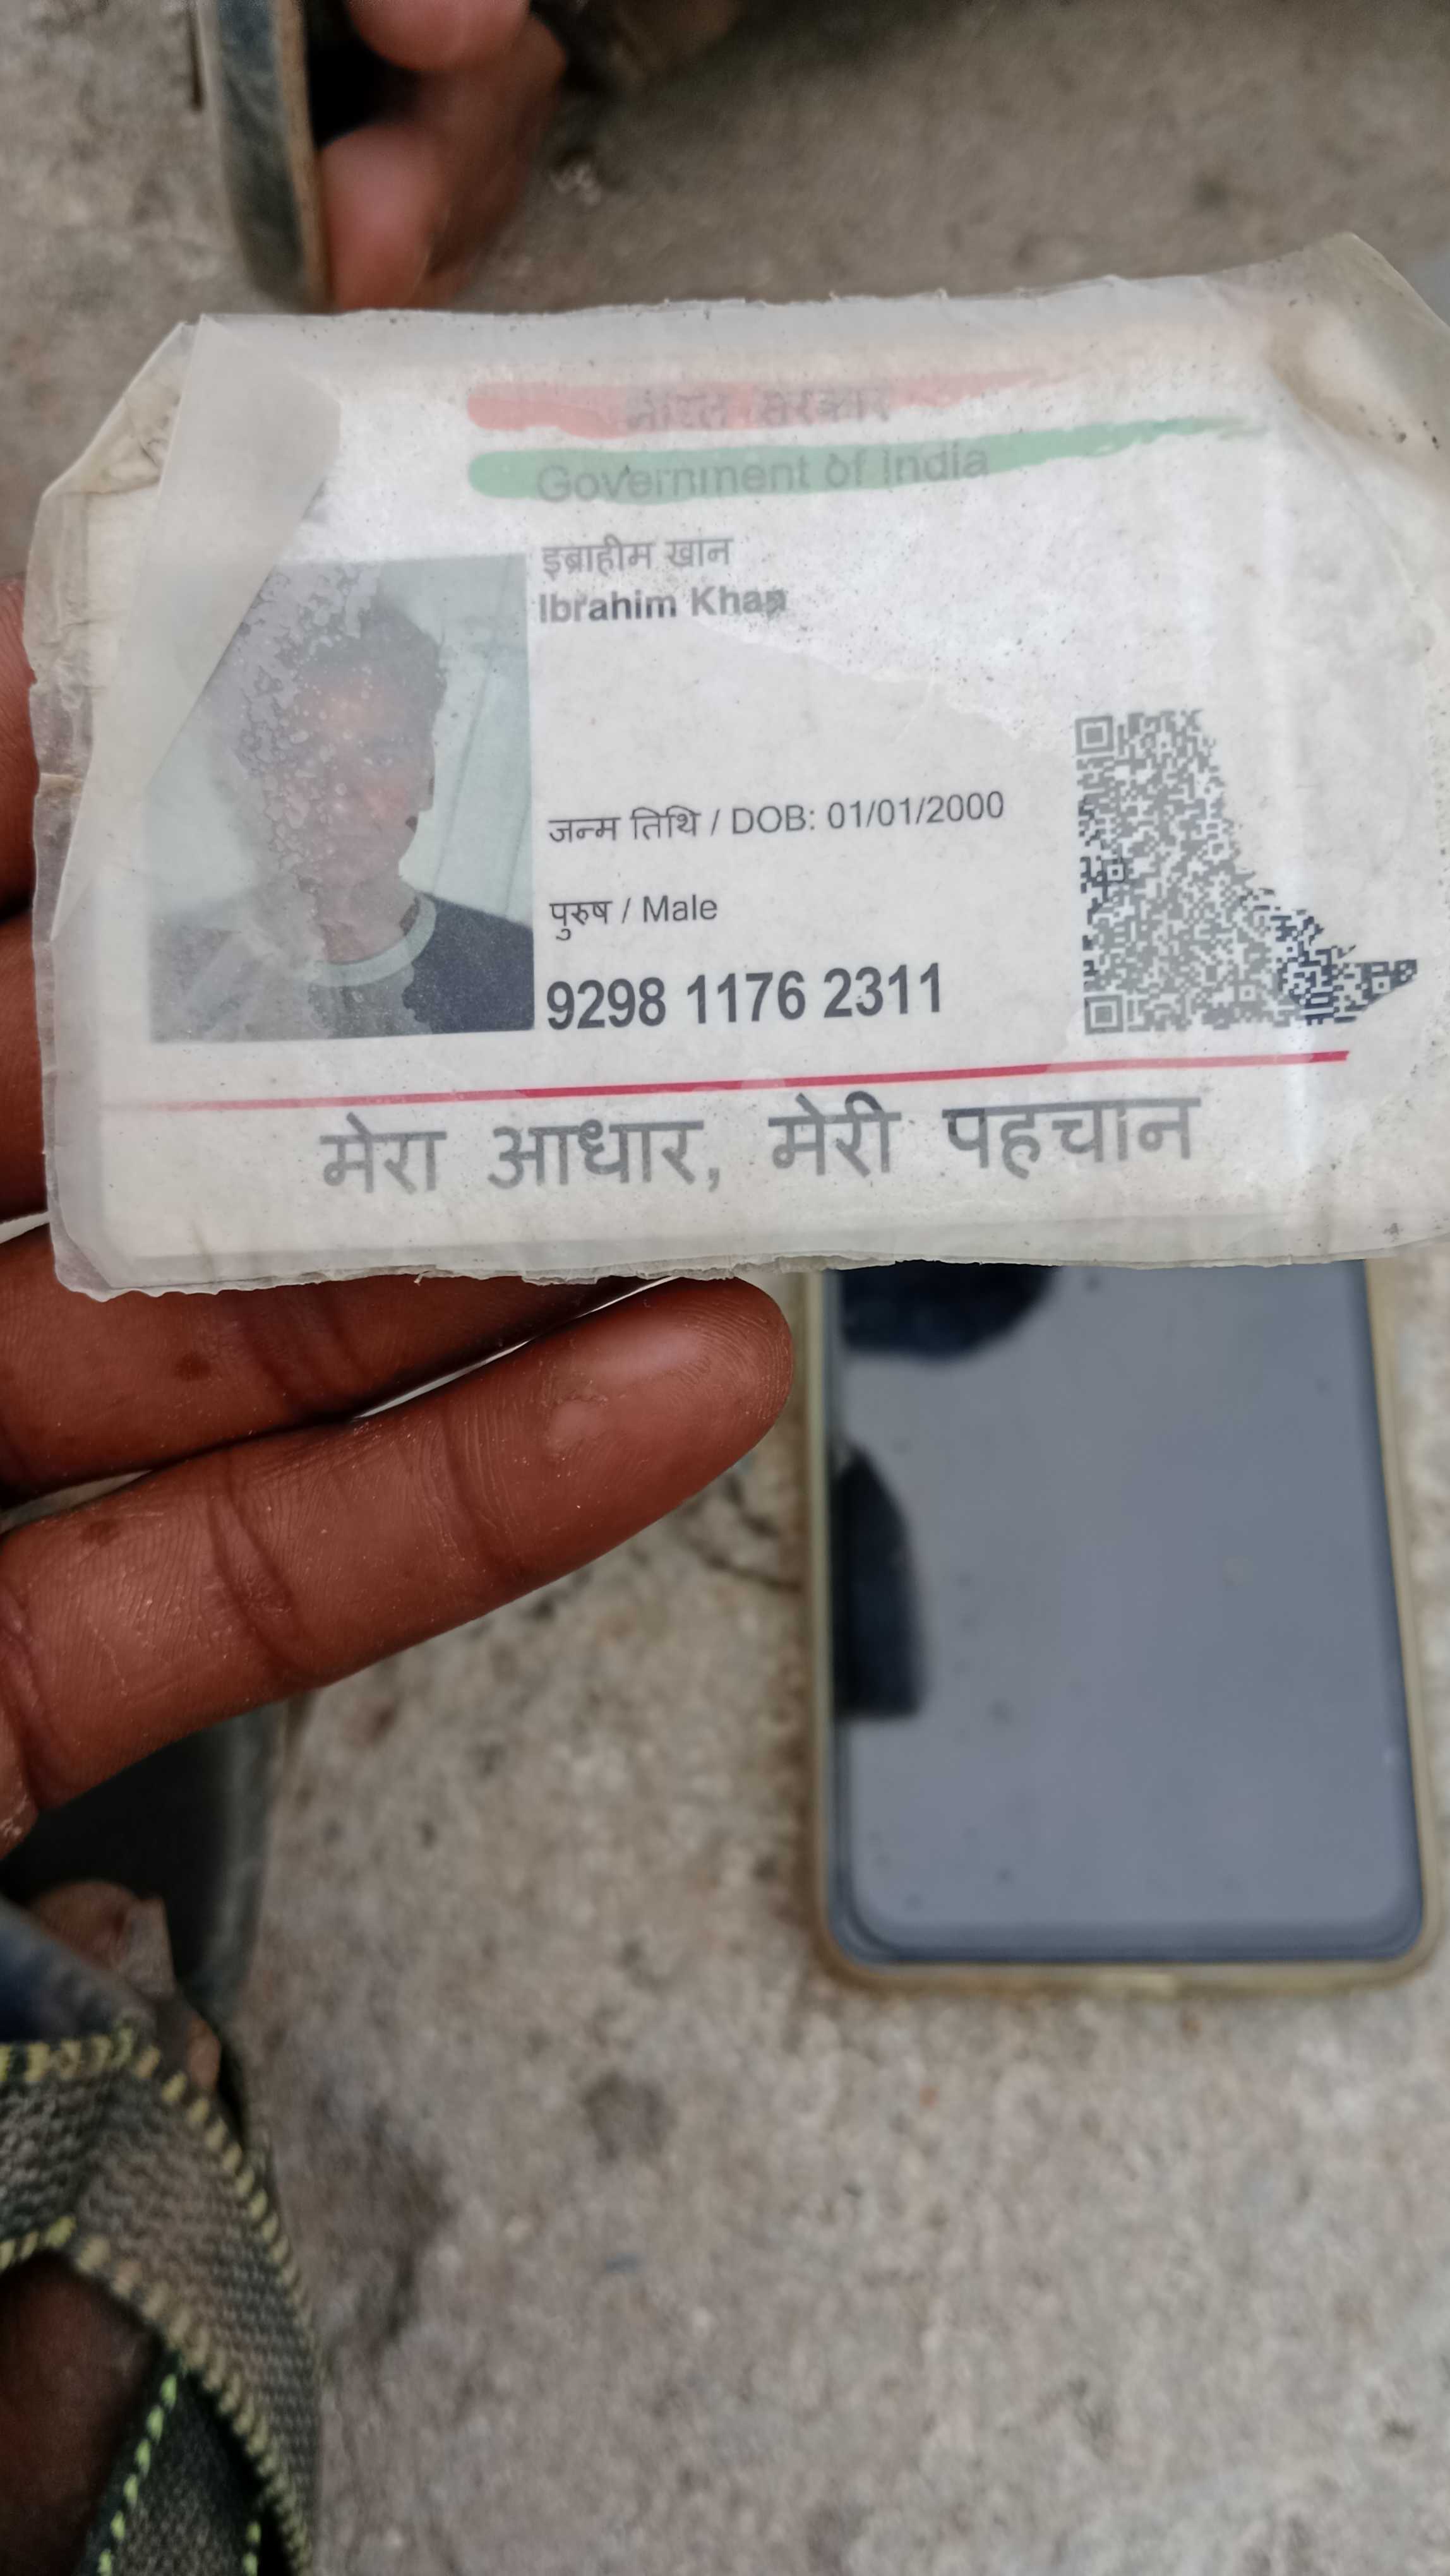 भारत सरकार
Government of India
इब्राहीम खान
Ibrahim Khan
जन्म तिथि / DOB: 01/01/2000
पुरुष / Male
9298 1176 2311
मेरा आधार, मेरी पहचान